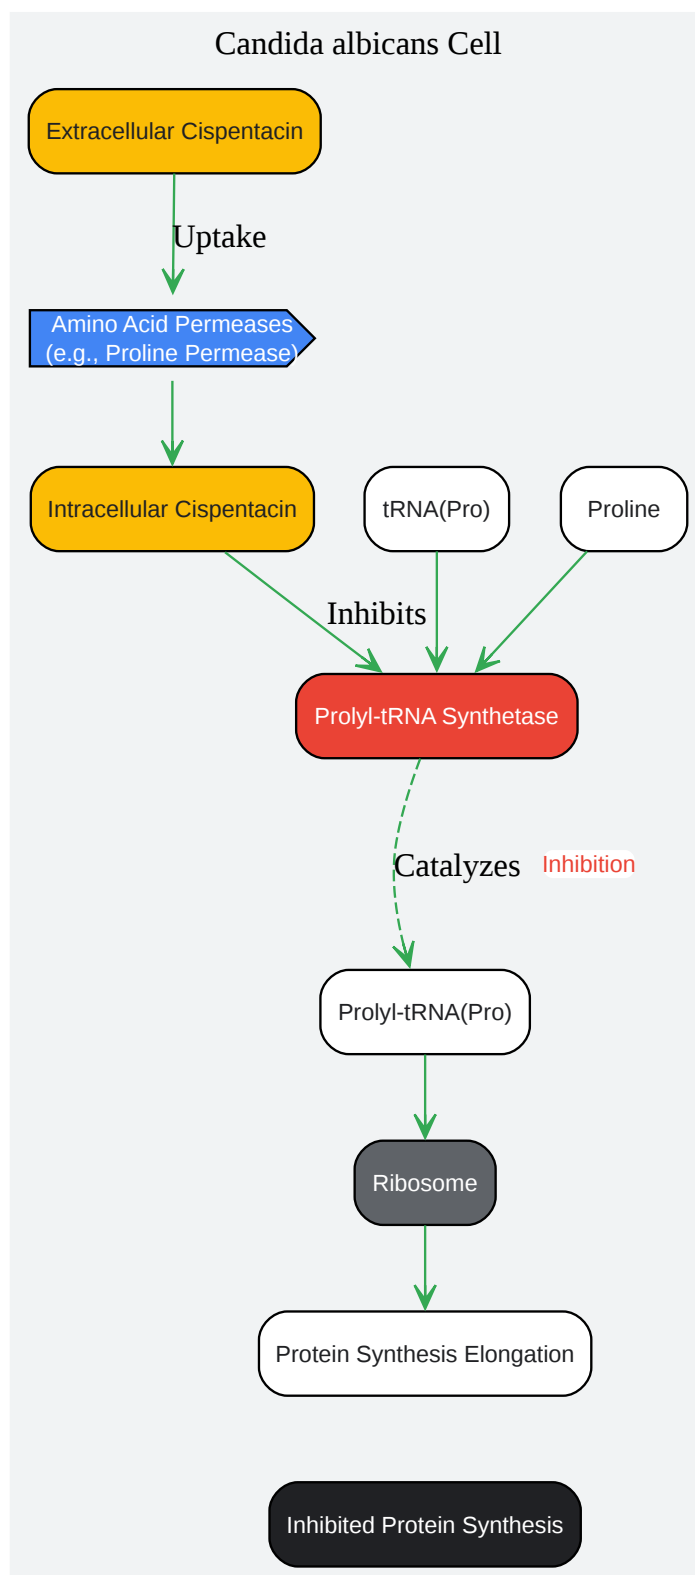 Candida albicans Cell
Extracellular Cispentacin
Uptake
Amino Acid Permeases
(e.g., Proline Permease)
Intracellular Cispentacin
tRNA(Pro)
Proline
Inhibits
Prolyl-tRNA Synthetase
Catalyzes
Inhibition
Prolyl-tRNA(Pro)
Ribosome
Protein Synthesis Elongation
Inhibited Protein Synthesis